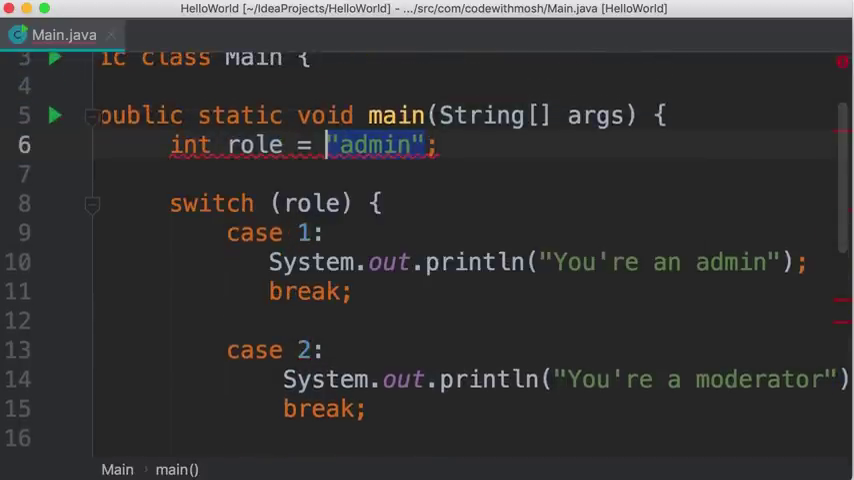 HelloWorld [~/IdeaProjects/HelloWorld] - .../src/com/codewithmosh/Main.java [HelloWorld]
Main.java
3 ic class Main {
4
5 public static void main(String[] args) {
6 int role = "admin";
7
8 switch (role) {
9 case 1:
10 System.out.println("You're an admin");
11 break;
12
13 case 2:
14 System.out.println("You're a moderator")
15 break;
16
Main main()